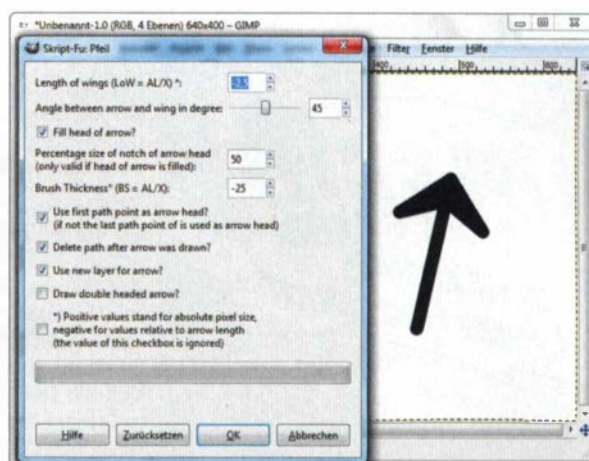 *Unbenannt-1.0 (RGB, 4 Ebenen) 640x400 – GIMP
Skript-Fu: Pfeil
Filter Fenster Hilfe
400 500 600
Length of wings (LoW = AL/X) *:
Angle between arrow and wing in degree: 45
Fill head of arrow?
Percentage size of notch of arrow head
(only valid if head of arrow is filled): 50
Brush Thickness* (BS = AL/X): -25
Use first path point as arrow head?
(if not the last path point of is used as arrow head)
Delete path after arrow was drawn?
Use new layer for arrow?
Draw double headed arrow?
*) Positive values stand for absolute pixel size,
negative for values relative to arrow length
(the value of this checkbox is ignored)
Hilfe Zurücksetzen OK Abbrechen